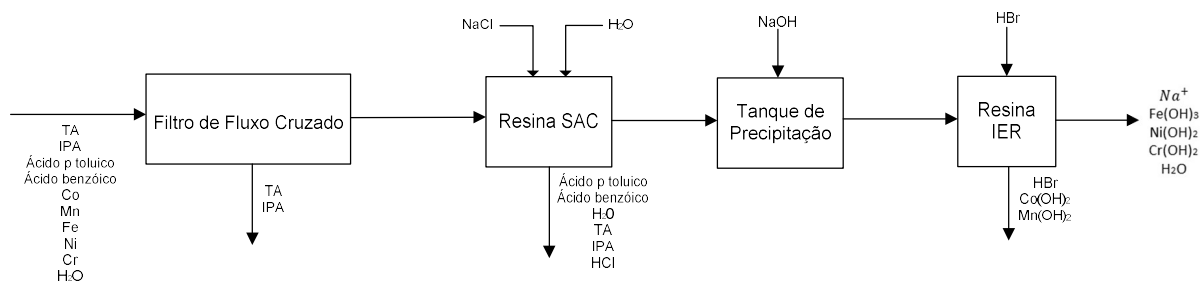 NaCl
H₂O
NaOH
HBr
Filtro de Fluxo Cruzado
Resina SAC
Tanque de
Precipitação
Resina
IER
TA
IPA
Ácido p toluico
Ácido benzóico
Co
Mn
Fe
Ni
Cr
H₂O
TA
IPA
Ácido p toluico
Ácido benzóico
H₂0
TA
IPA
HCl
HBr
Co(OH)₂
Mn(OH)₂
Na⁺
Fe(OH)₃
Ni(OH)₂
Cr(OH)₂
H₂O